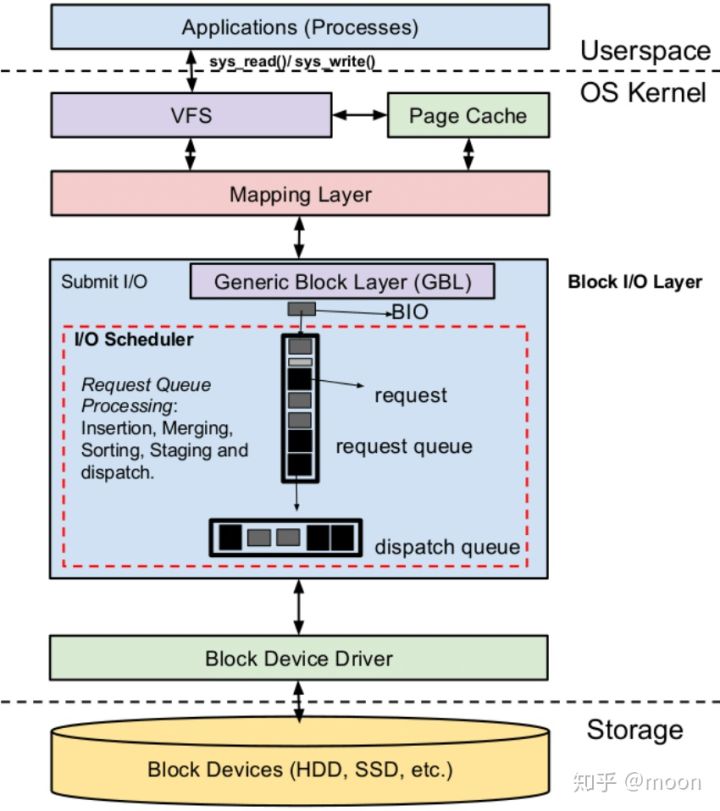 Applications (Processes)
sys_read()/ sys_write()
Userspace
OS Kernel
VFS
Page Cache
Mapping Layer
Submit I/O
Generic Block Layer (GBL)
Block I/O Layer
BIO
I/O Scheduler
Request Queue
Processing:
Insertion, Merging,
Sorting, Staging and
dispatch.
request
request queue
dispatch queue
Block Device Driver
Storage
Block Devices (HDD, SSD, etc.)
知乎 @moon